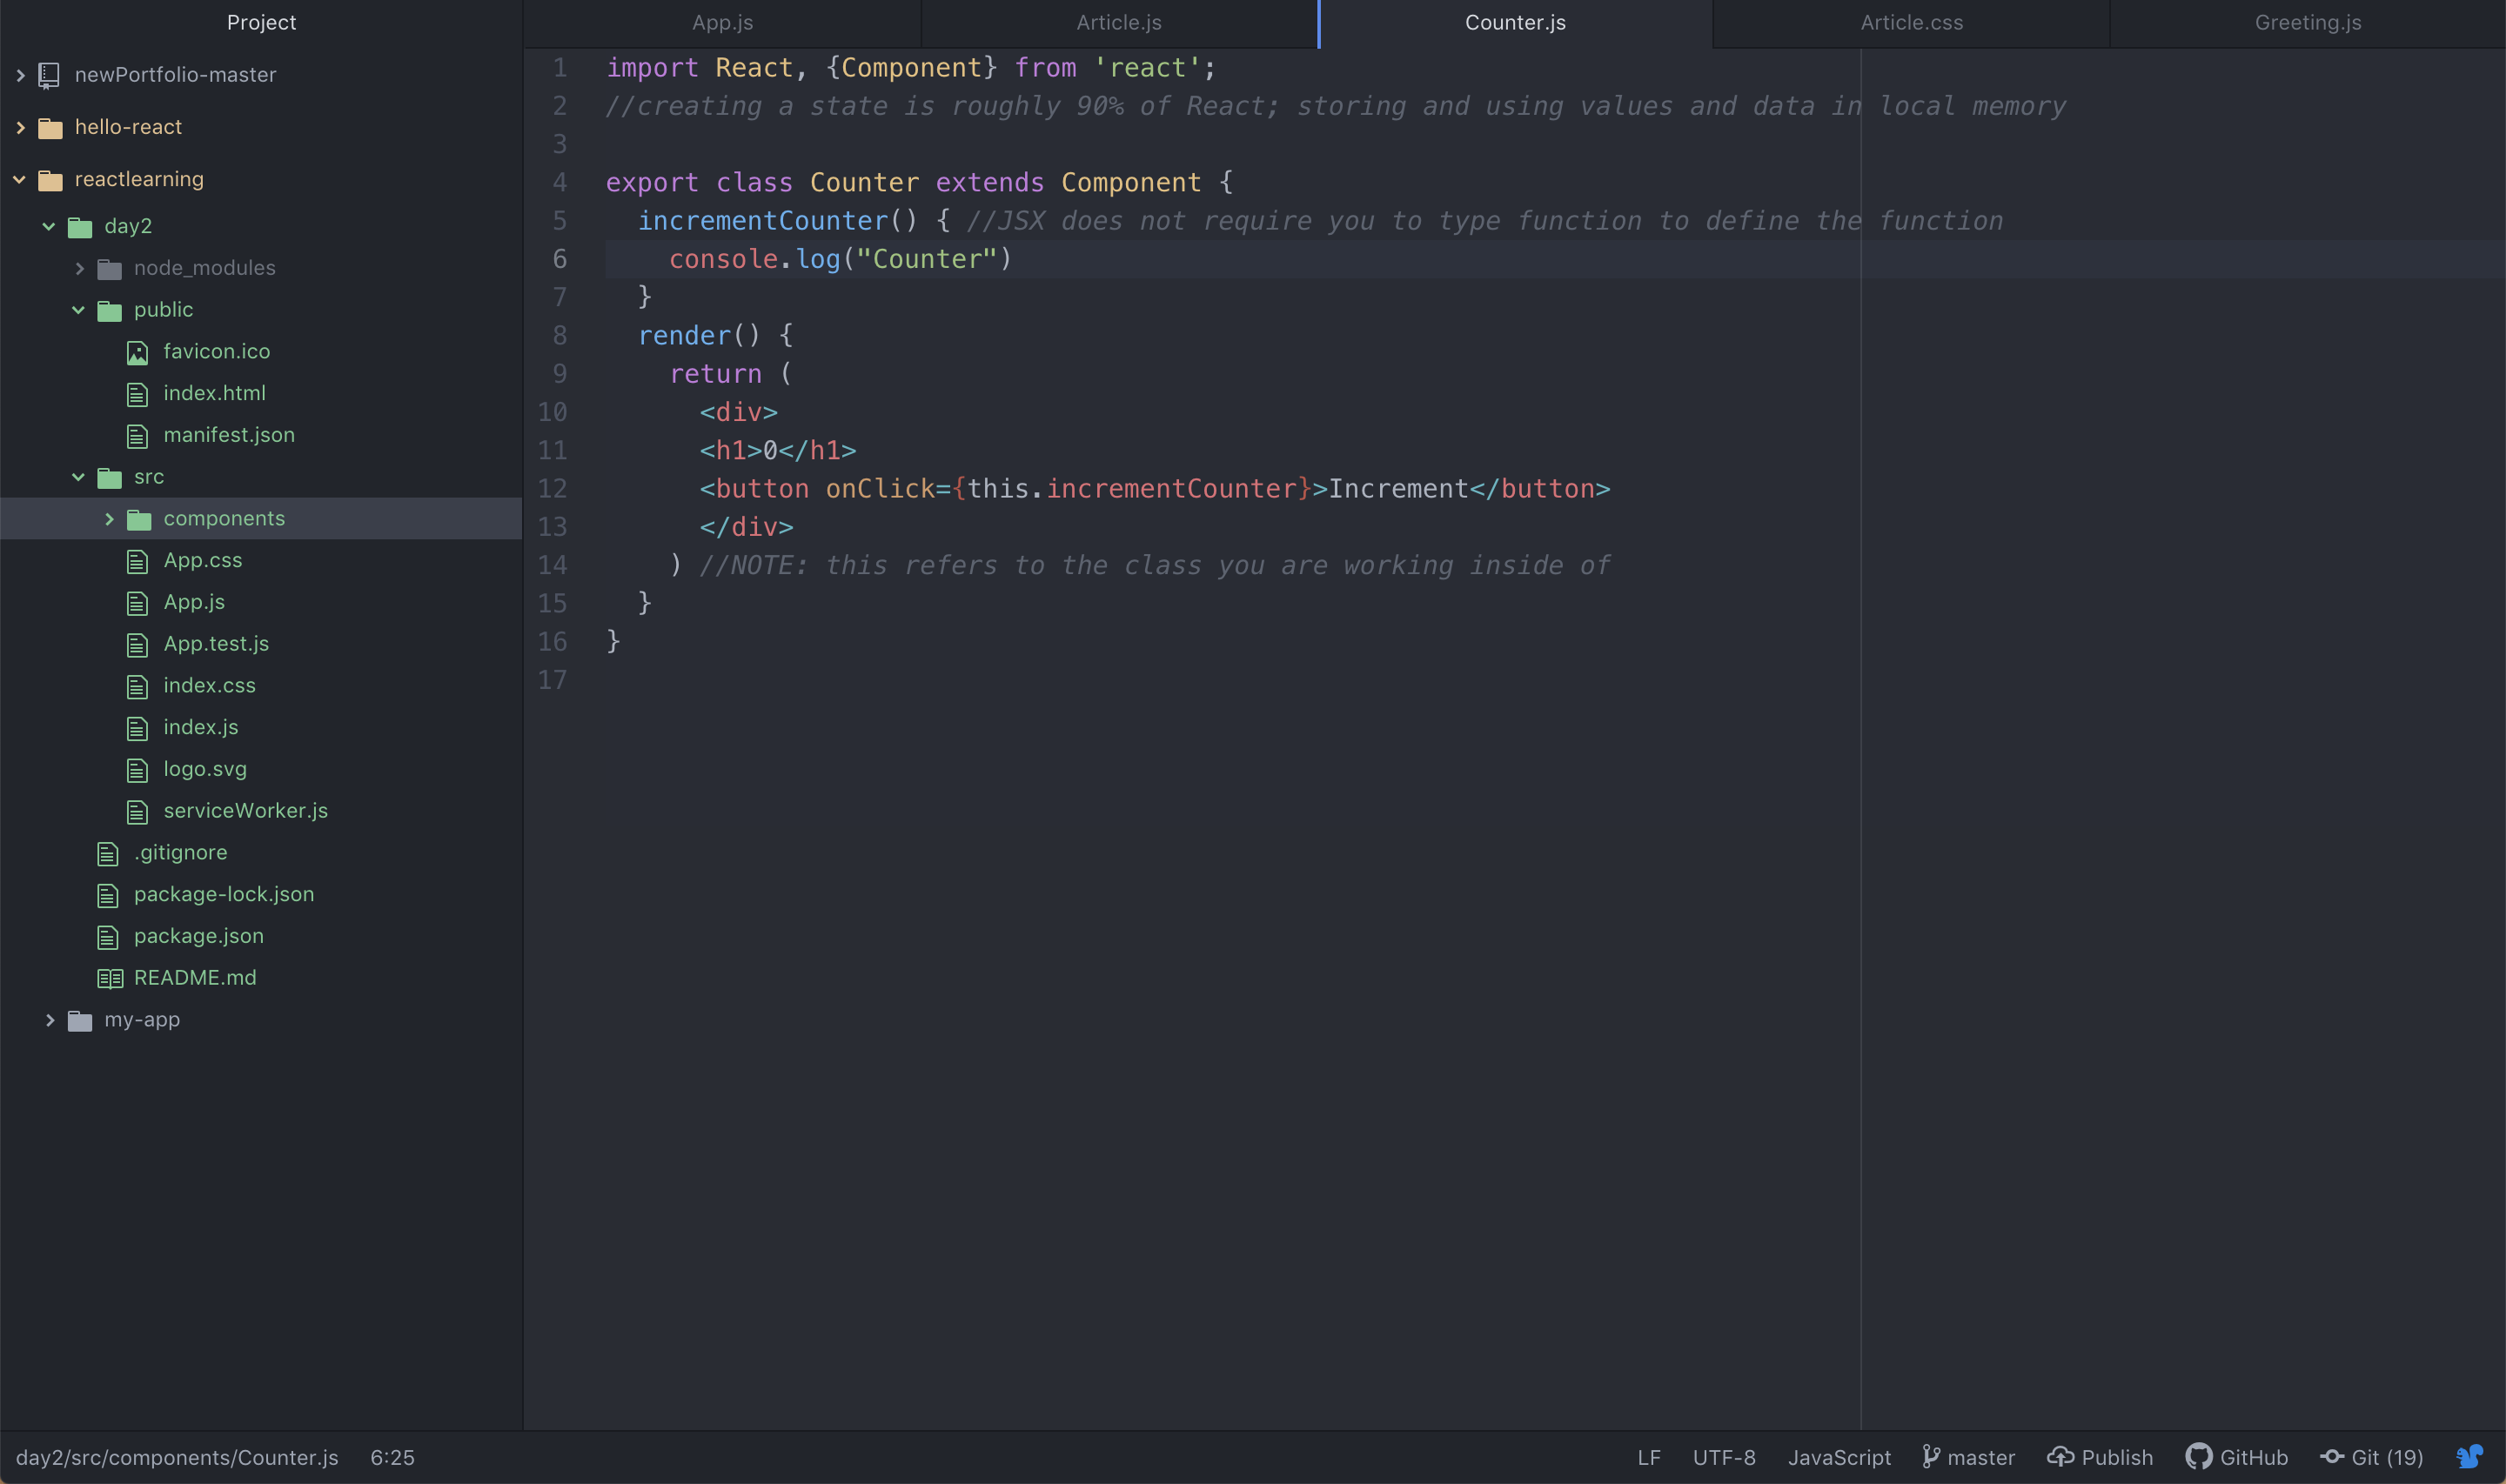 Project
newPortfolio-master
hello-react
reactlearning
day2
node_modules
public
favicon.ico
index.html
manifest.json
src
components
App.css
App.js
App.test.js
index.css
index.js
logo.svg
serviceWorker.js
.gitignore
package-lock.json
package.json
README.md
my-app
App.js Article.js Counter.js Article.css Greeting.js
1 import React, {Component} from 'react';
2 //creating a state is roughly 90% of React; storing and using values and data in local memory
3
4 export class Counter extends Component {
5   incrementCounter() { //JSX does not require you to type function to define the function
6     console.log("Counter")
7   }
8   render() {
9     return (
10       <div>
11       <h1>0</h1>
12       <button onClick={this.incrementCounter}>Increment</button>
13       </div>
14     ) //NOTE: this refers to the class you are working inside of
15   }
16 }
17
day2/src/components/Counter.js 6:25 LF UTF-8 JavaScript master Publish GitHub Git (19)